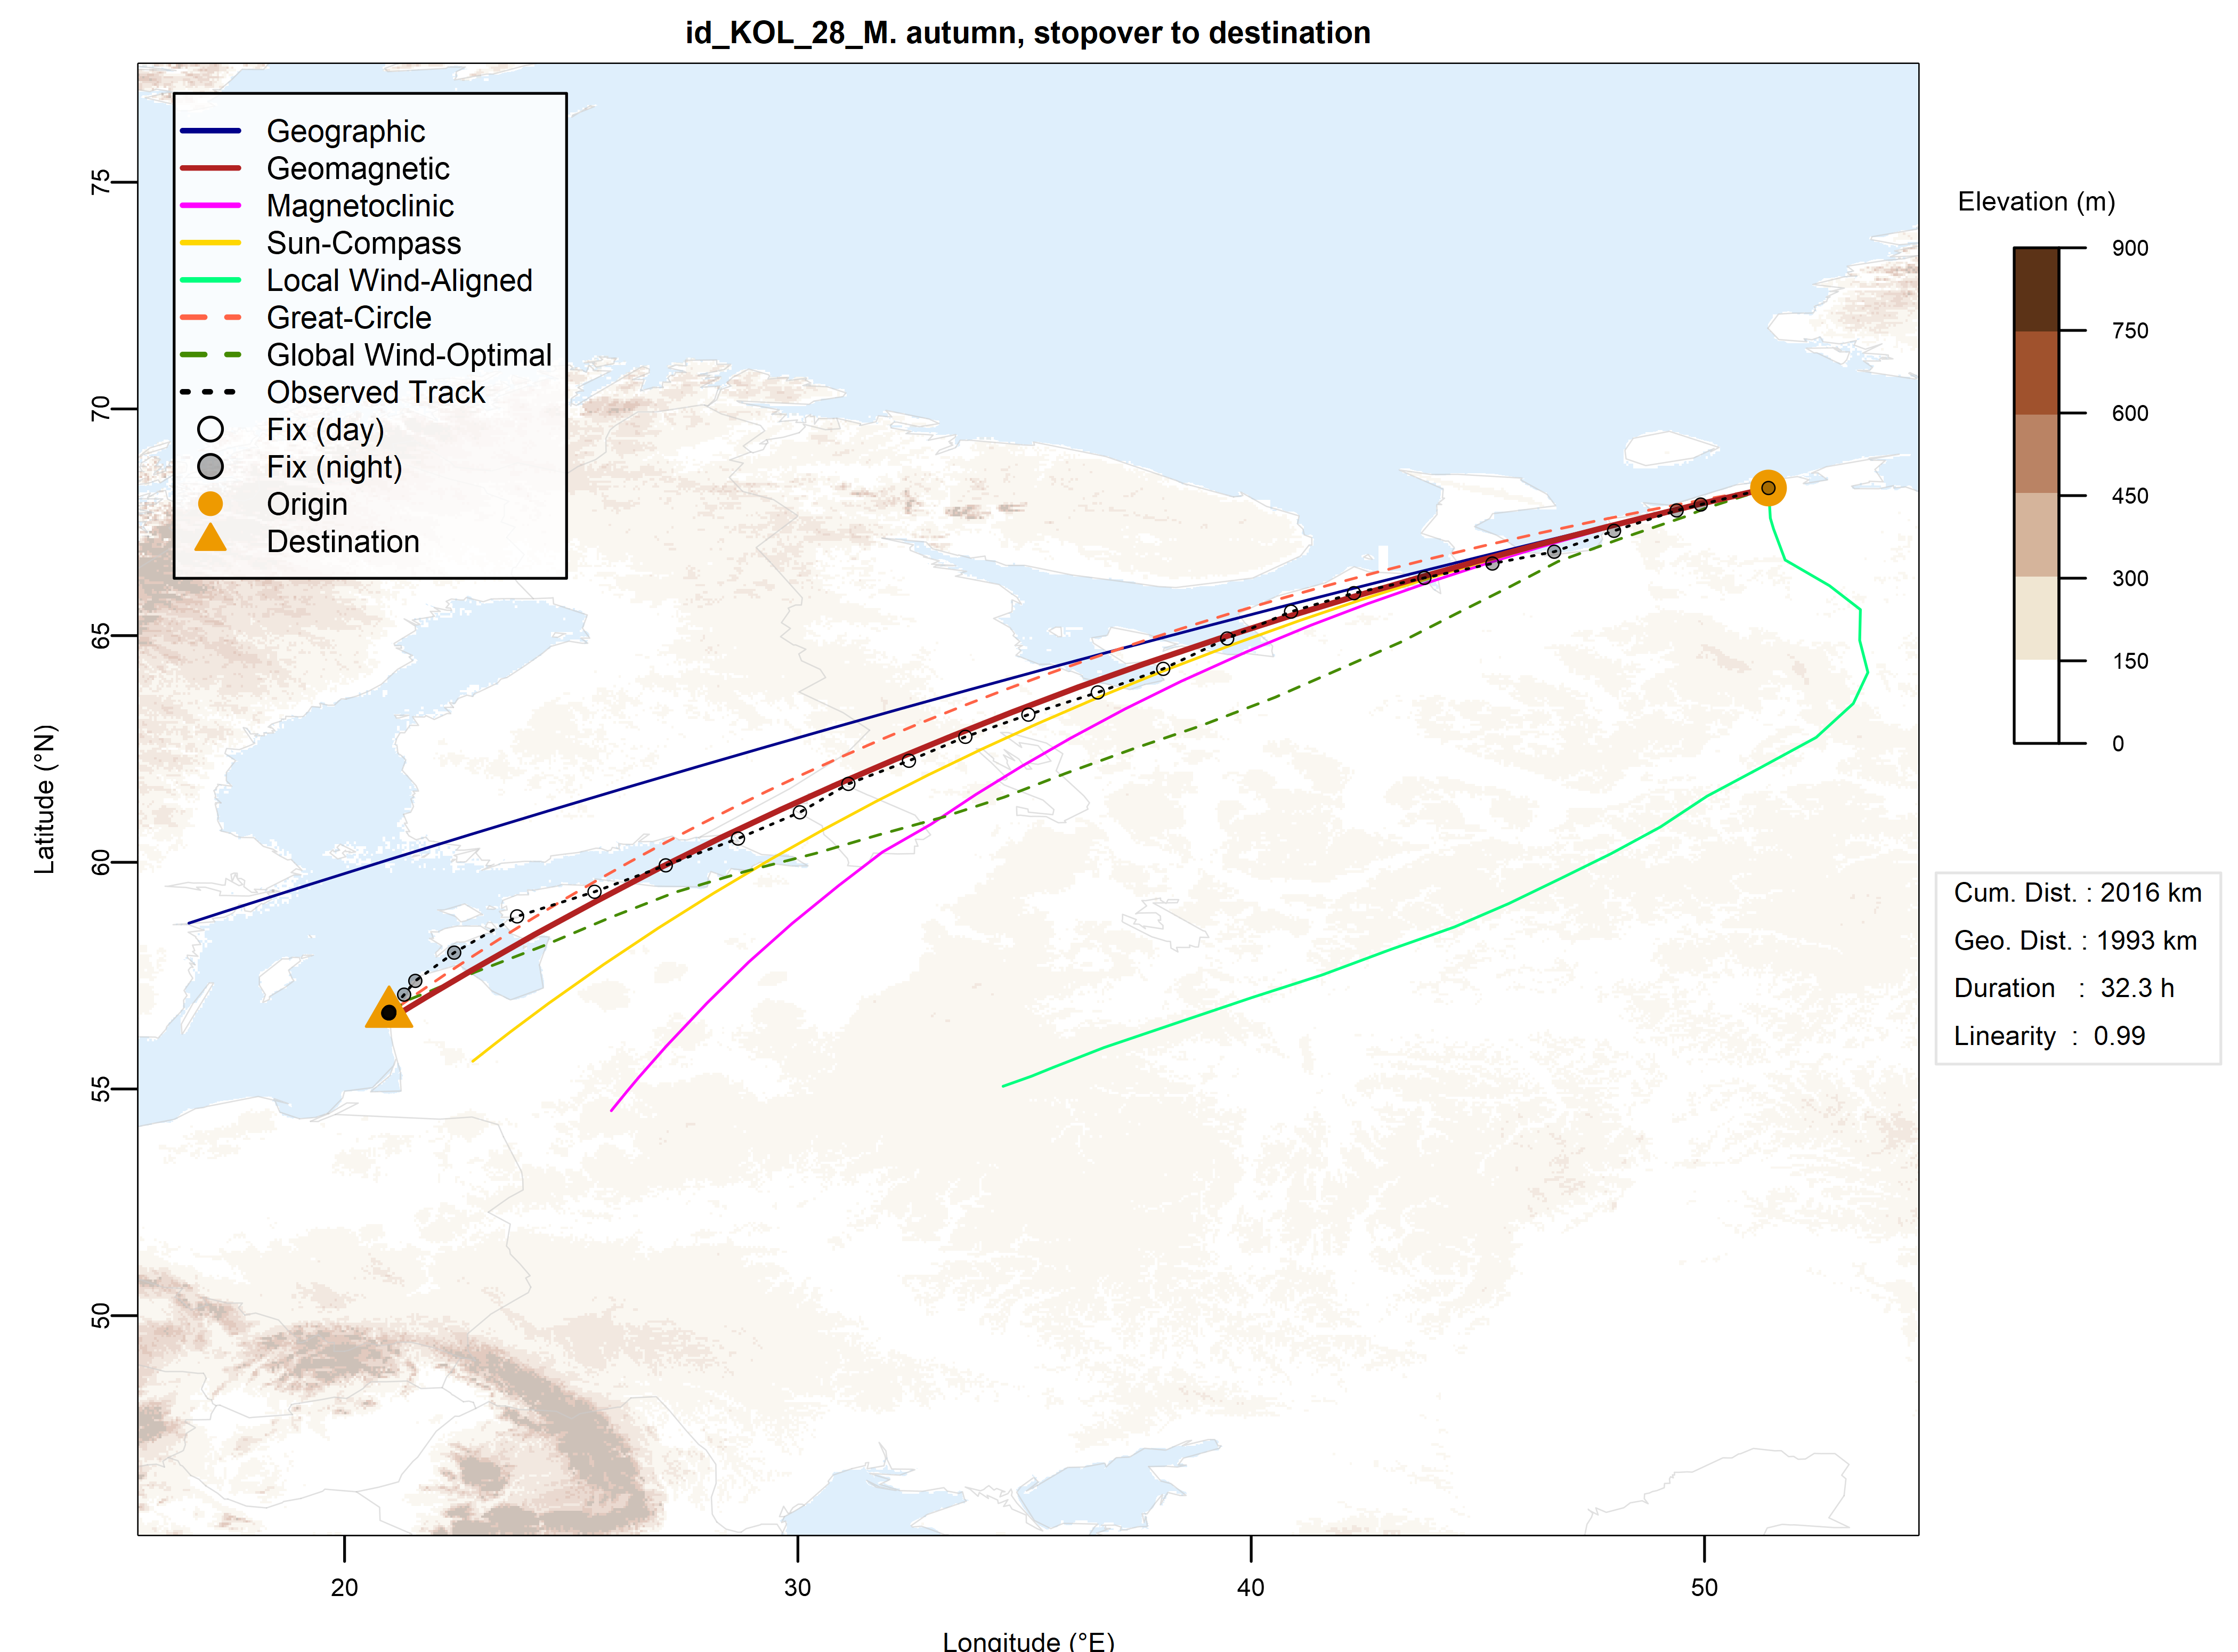 id_KOL_28_M. autumn, stopover to destination
Geographic
Geomagnetic
Magnetoclinic
Sun-Compass
Local Wind-Aligned
Great-Circle
Global Wind-Optimal
Observed Track
Fix (day)
Fix (night)
Origin
Destination
Elevation (m)
900
750
600
450
300
150
0
Cum. Dist. : 2016 km
Geo. Dist. : 1993 km
Duration : 32.3 h
Linearity : 0.99
Latitude (°N)
75
70
65
60
55
50
20 30 40 50
Longitude (°E)